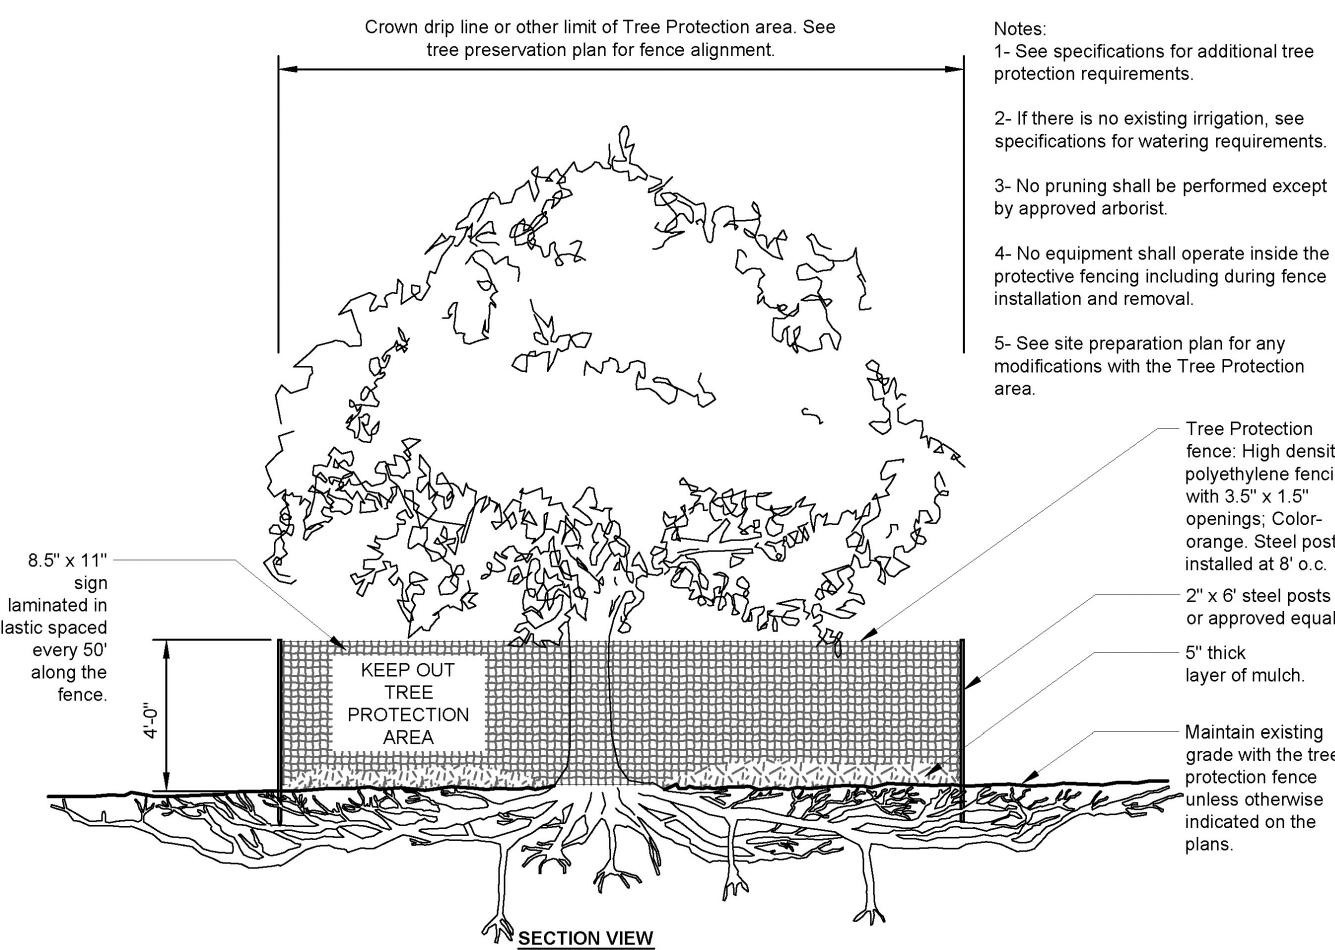 Crown drip line or other limit of Tree Protection area. See
tree preservation plan for fence alignment.
Notes:
1- See specifications for additional tree
protection requirements.
2- If there is no existing irrigation, see
specifications for watering requirements.
3- No pruning shall be performed except
by approved arborist.
4- No equipment shall operate inside the
protective fencing including during fence
installation and removal.
5- See site preparation plan for any
modifications with the Tree Protection
area.
Tree Protection
fence: High densit
polyethylene fenci
with 3.5" x 1.5"
openings; Color-
orange. Steel post
installed at 8' o.c.
2" x 6' steel posts
or approved equal
5" thick
layer of mulch.
Maintain existing
grade with the tree
protection fence
unless otherwise
indicated on the
plans.
8.5" x 11"
sign
laminated in
lastic spaced
every 50'
along the
fence.
4'-0"
KEEP OUT
TREE
PROTECTION
AREA
SECTION VIEW